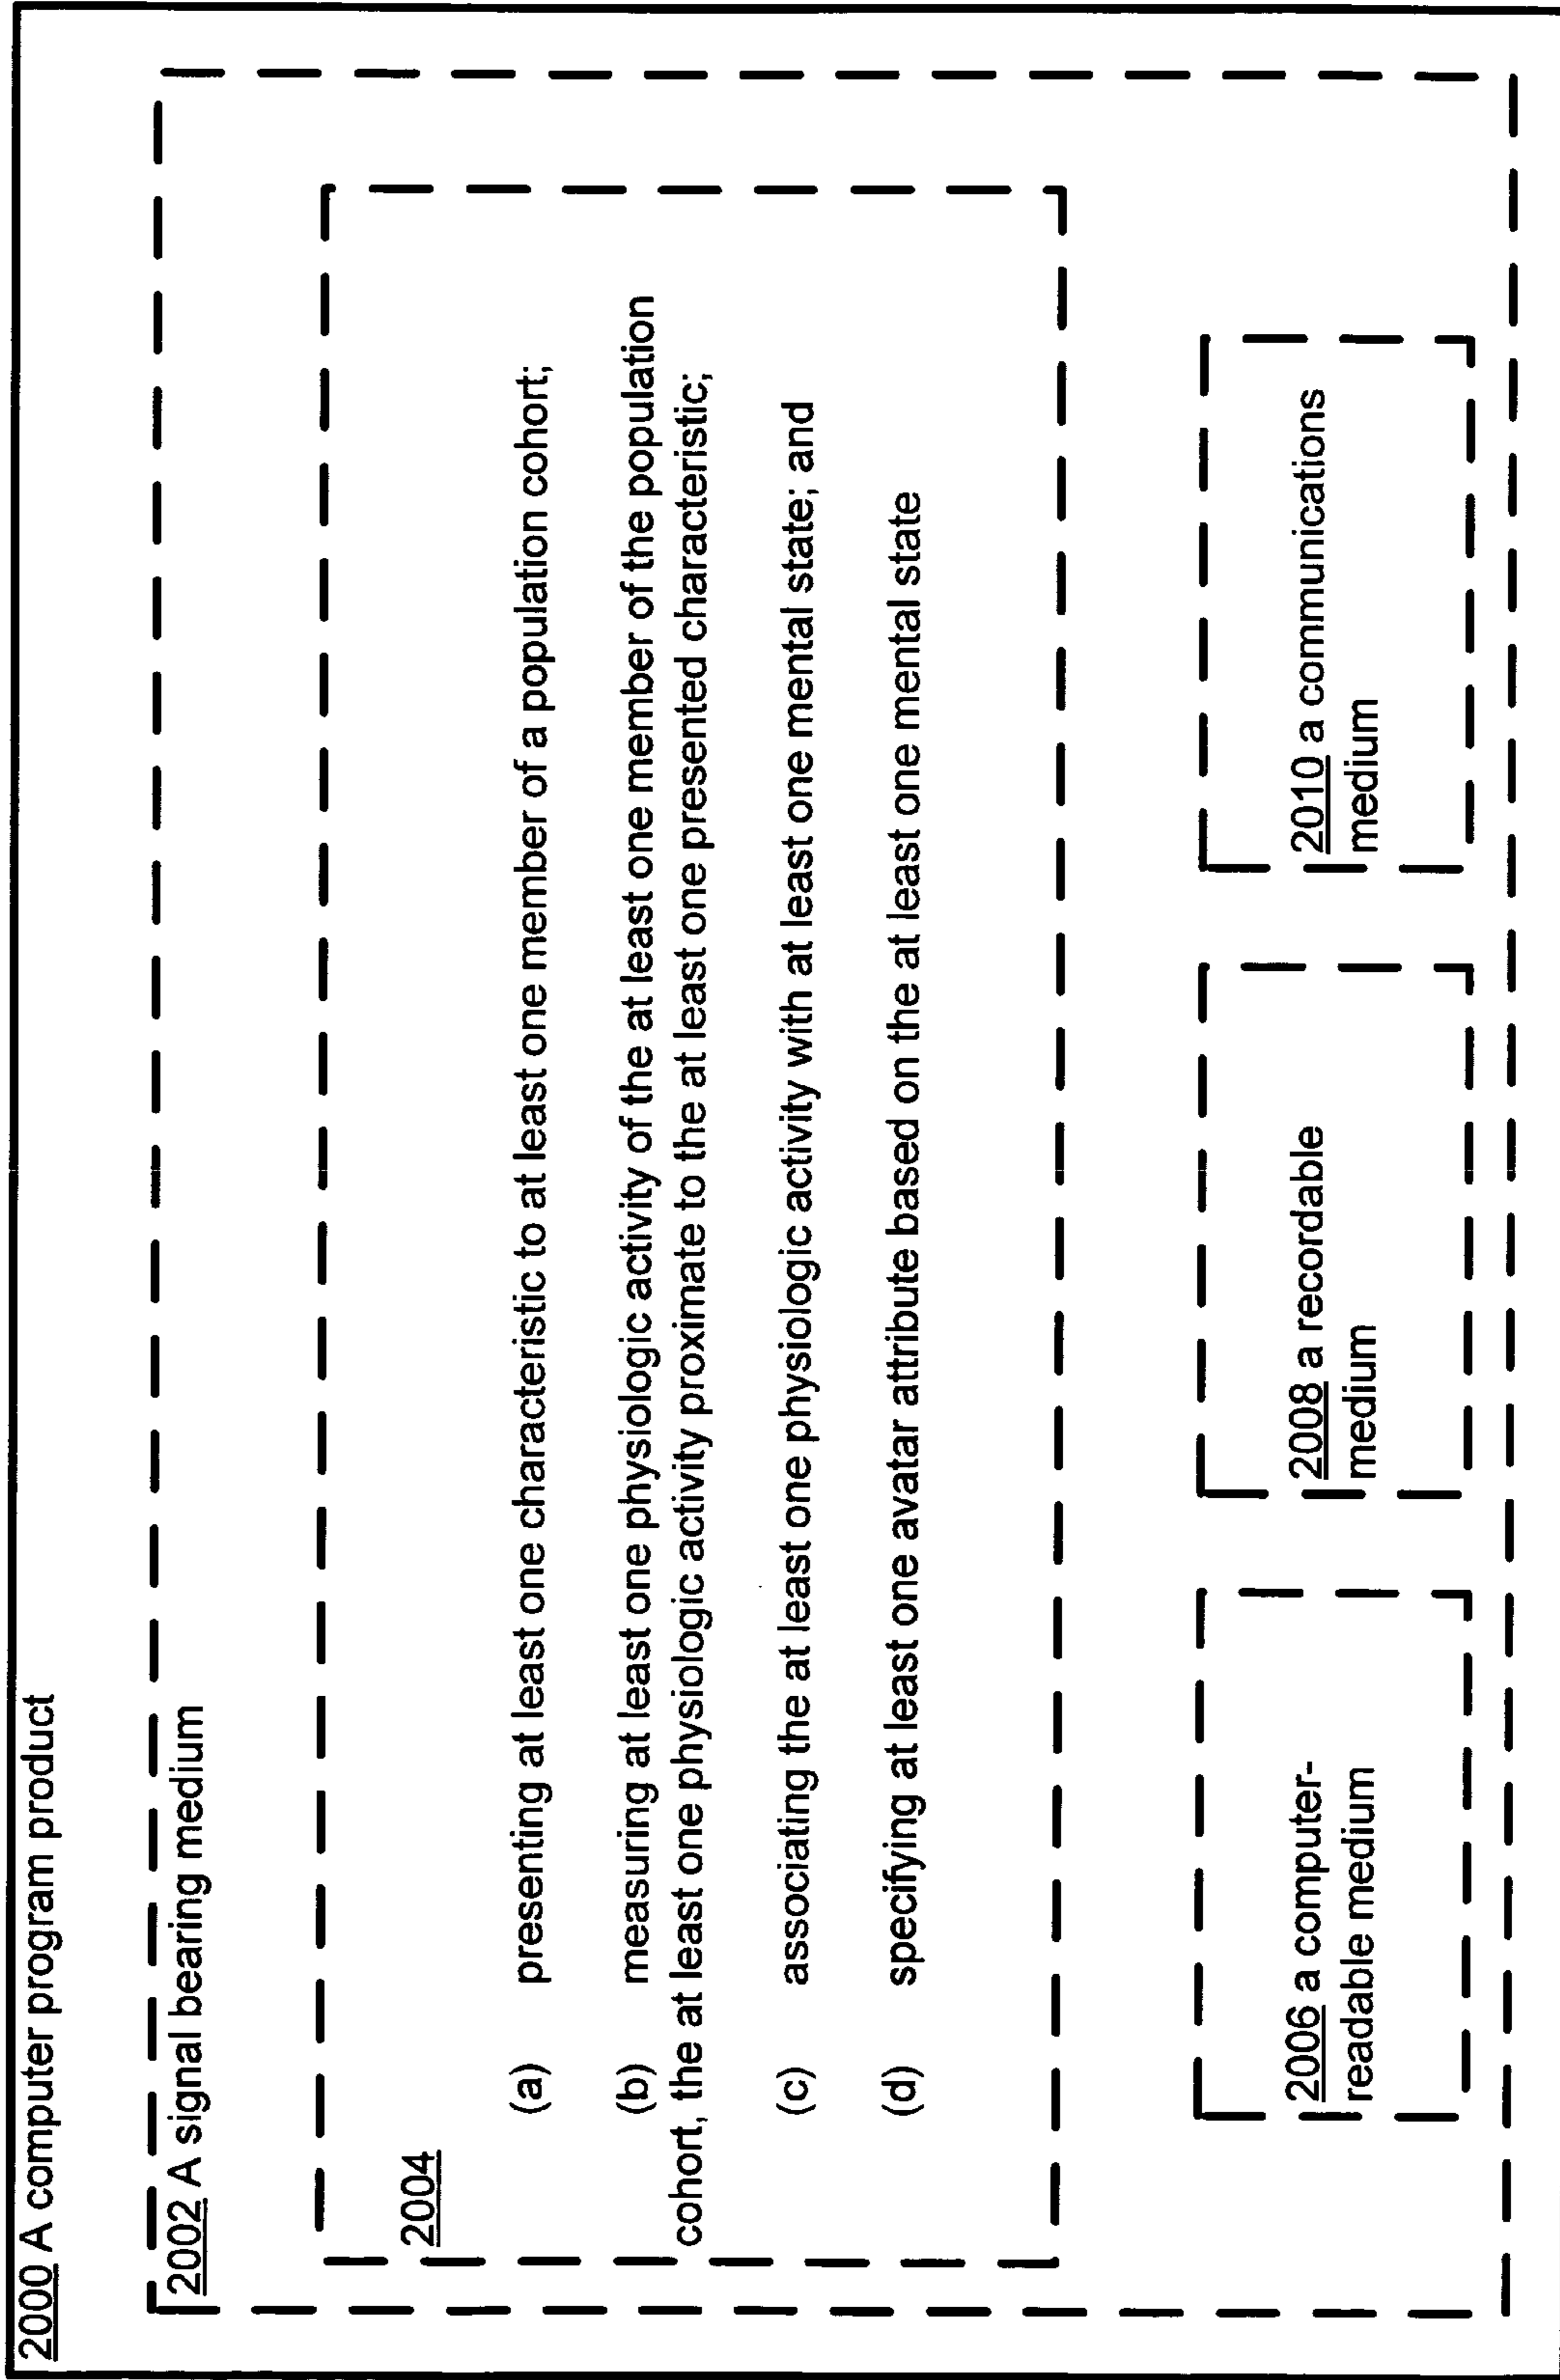 2000 A computer program product
2002 A signal bearing medium
2004
(a) presenting at least one characteristic to at least one member of a population cohort;
(b) measuring at least one physiologic activity of the at least one member of the population
cohort, the at least one physiologic activity proximate to the at least one presented characteristic;
(c) associating the at least one physiologic activity with at least one mental state; and
(d) specifying at least one avatar attribute based on the at least one mental state
2006 a computer-
readable medium
2008 a recordable
medium
2010 a communications
medium